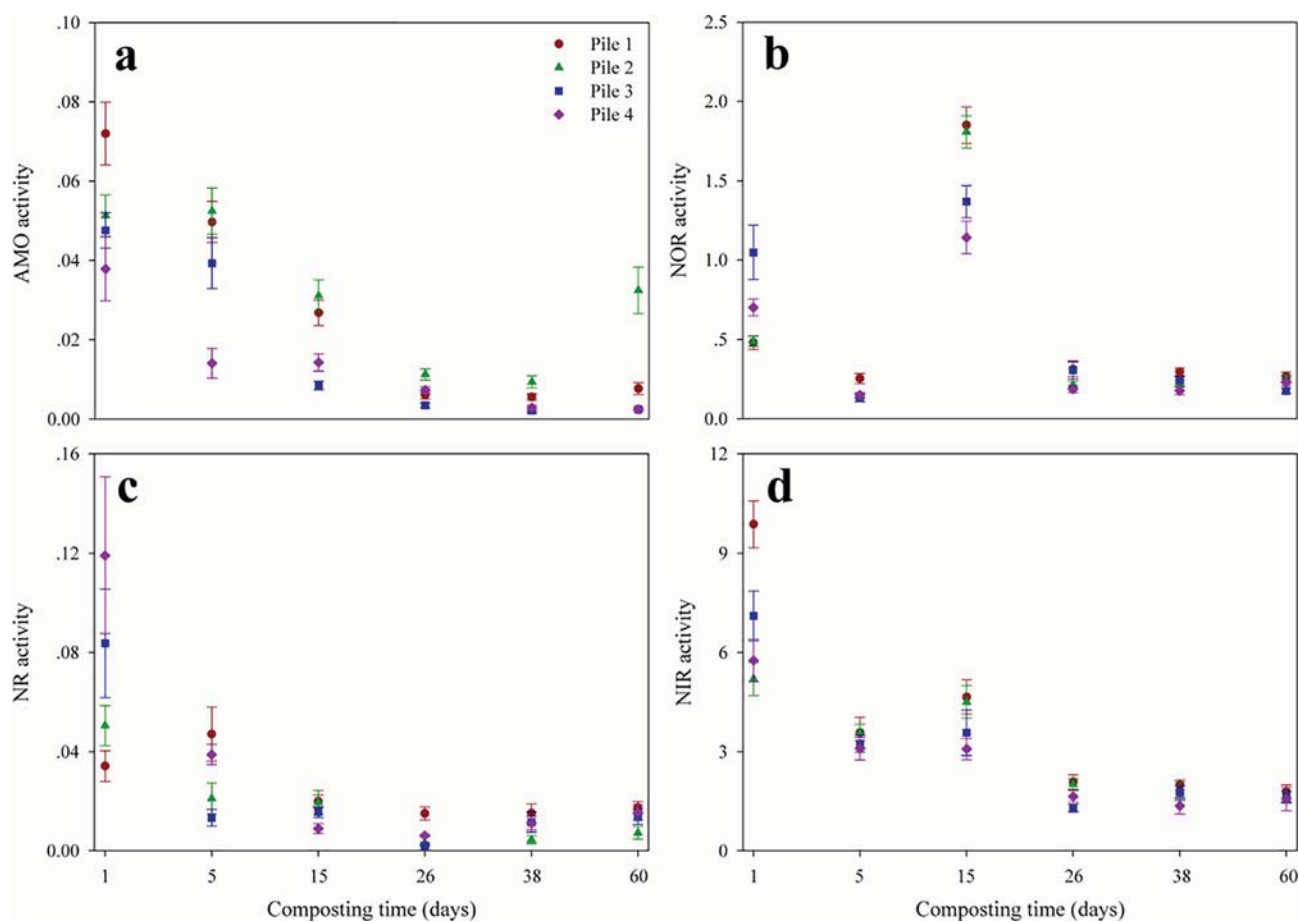 a
AMO activity
.10
.08
.06
.04
.02
0.00
Pile 1
Pile 2
Pile 3
Pile 4
b
NOR activity
2.5
2.0
1.5
1.0
.5
0.0
c
NR activity
.16
.12
.08
.04
0.00
1 5 15 26 38 60
Composting time (days)
d
NIR activity
12
9
6
3
0
1 5 15 26 38 60
Composting time (days)